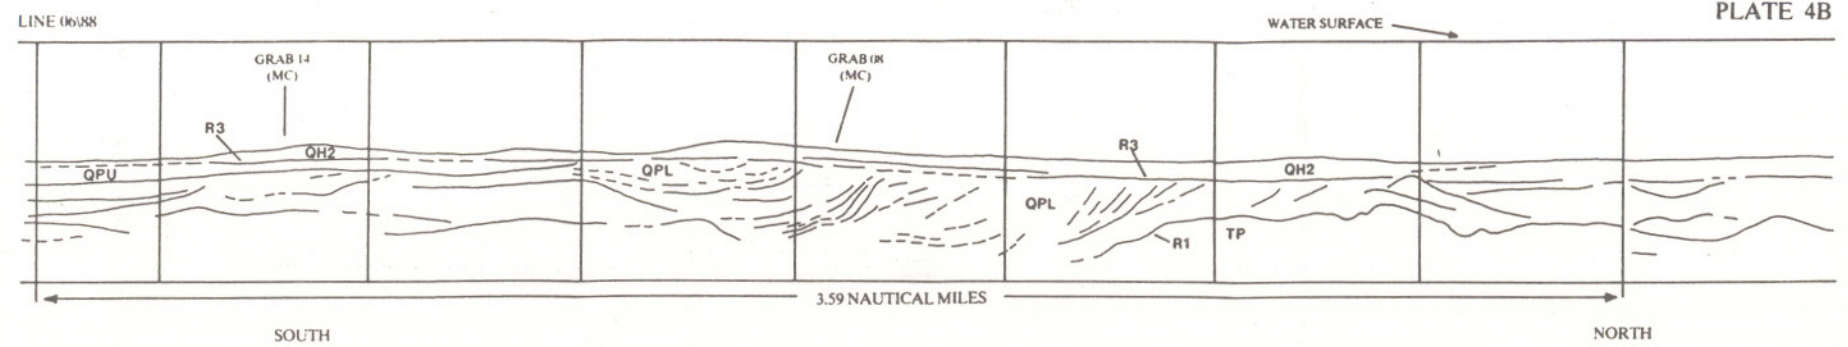 LINE 06\88
PLATE 4B
WATER SURFACE
GRAB 14
(MC)
GRAB 08
(MC)
R3
QH2
QPU
QPL
R3
QH2
QPL
R1
TP
3.59 NAUTICAL MILES
SOUTH
NORTH